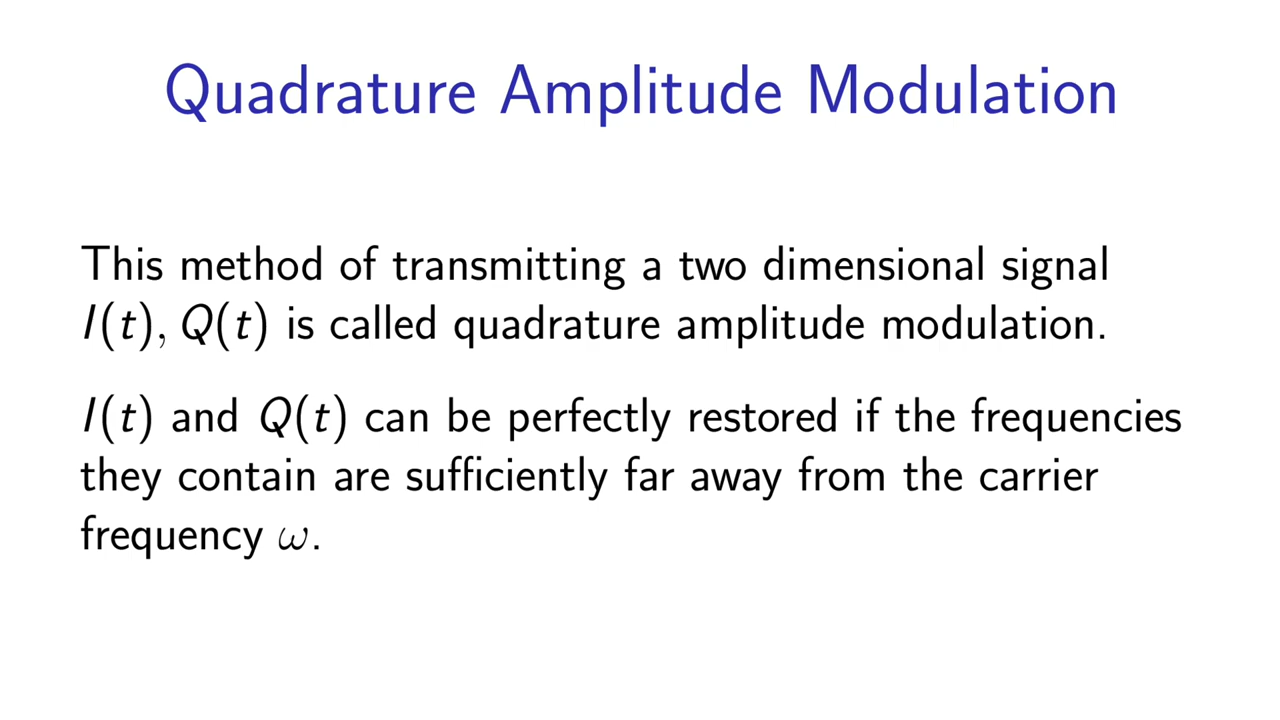 Quadrature Amplitude Modulation
This method of transmitting a two dimensional signal
I(t), Q(t) is called quadrature amplitude modulation.
I(t) and Q(t) can be perfectly restored if the frequencies
they contain are sufficiently far away from the carrier
frequency ω.